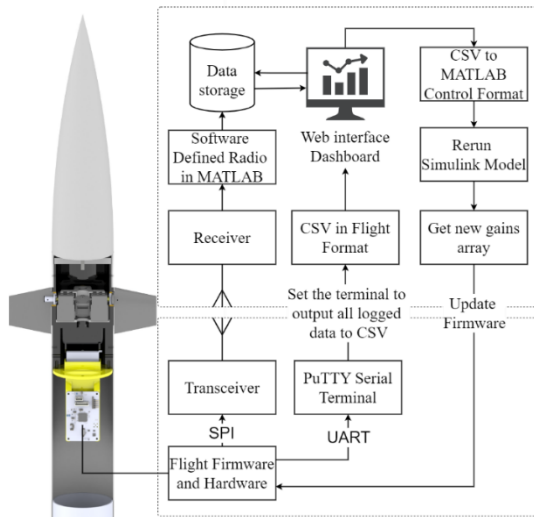 Data
storage
Web interface
Dashboard
CSV to
MATLAB
Control Format
Software
Defined Radio
in MATLAB
Rerun
Simulink Model
Receiver
CSV in Flight
Format
Get new gains
array
Set the terminal to
output all logged
data to CSV
Update
Firmware
Transceiver
PuTTY Serial
Terminal
SPI
UART
Flight Firmware
and Hardware